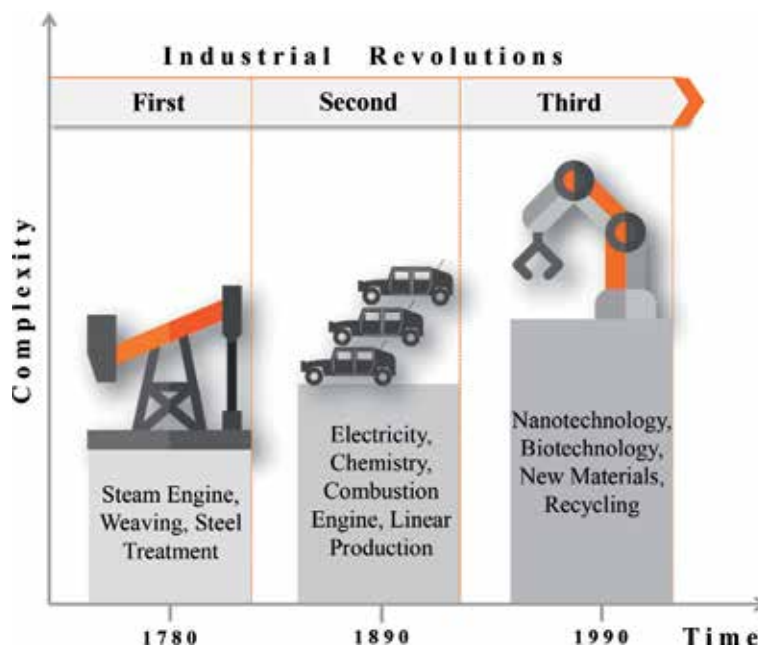 Industrial Revolutions
First Second Third
Complexity
Steam Engine,
Weaving, Steel
Treatment
Electricity,
Chemistry,
Combustion
Engine, Linear
Production
Nanotechnology,
Biotechnology,
New Materials,
Recycling
1780 1890 1990 Time